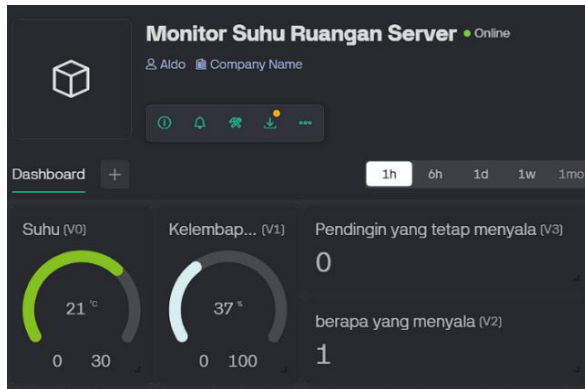 Monitor Suhu Ruangan Server • Online
Aldo Company Name
Dashboard + 1h 6h 1d 1w 1mo
Suhu (V0)
21 °C
0 30
Kelembap... (V1)
37 %
0 100
Pendingin yang tetap menyala (V3)
0
berapa yang menyala (V2)
1